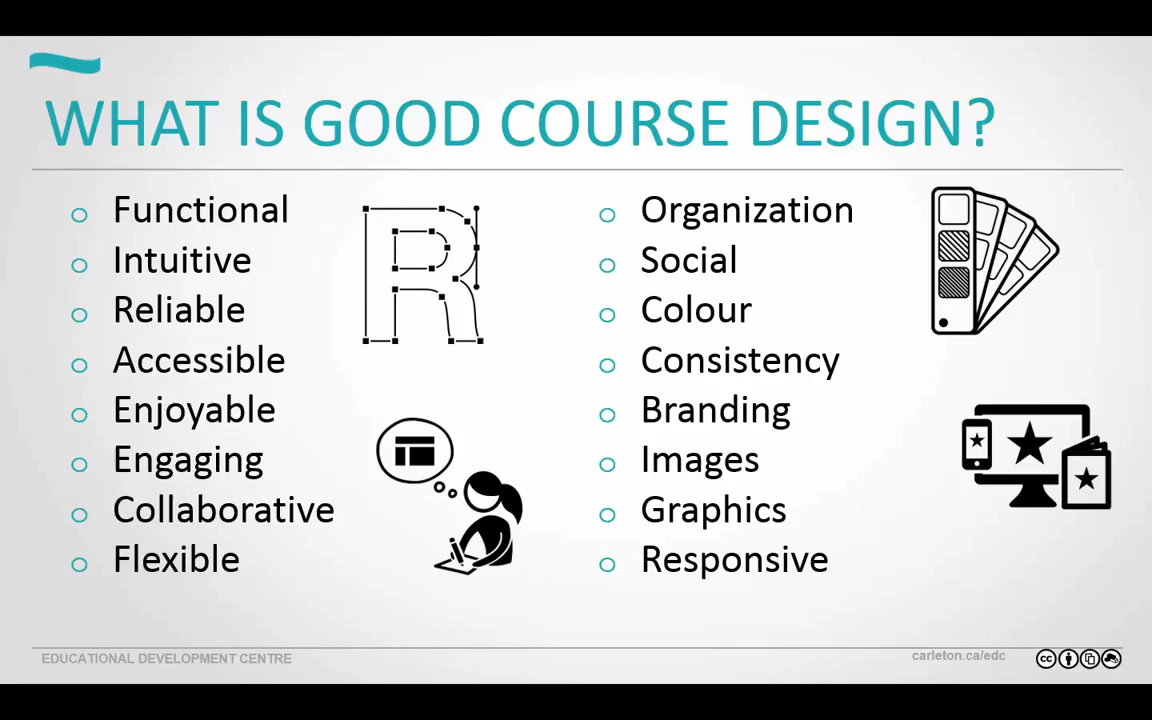 WHAT IS GOOD COURSE DESIGN?
Functional
Intuitive
Reliable
Accessible
Enjoyable
Engaging
Collaborative
Flexible
R
Organization
Social
Colour
Consistency
Branding
Images
Graphics
Responsive
EDUCATIONAL DEVELOPMENT CENTRE
carleton.ca/edc
cc